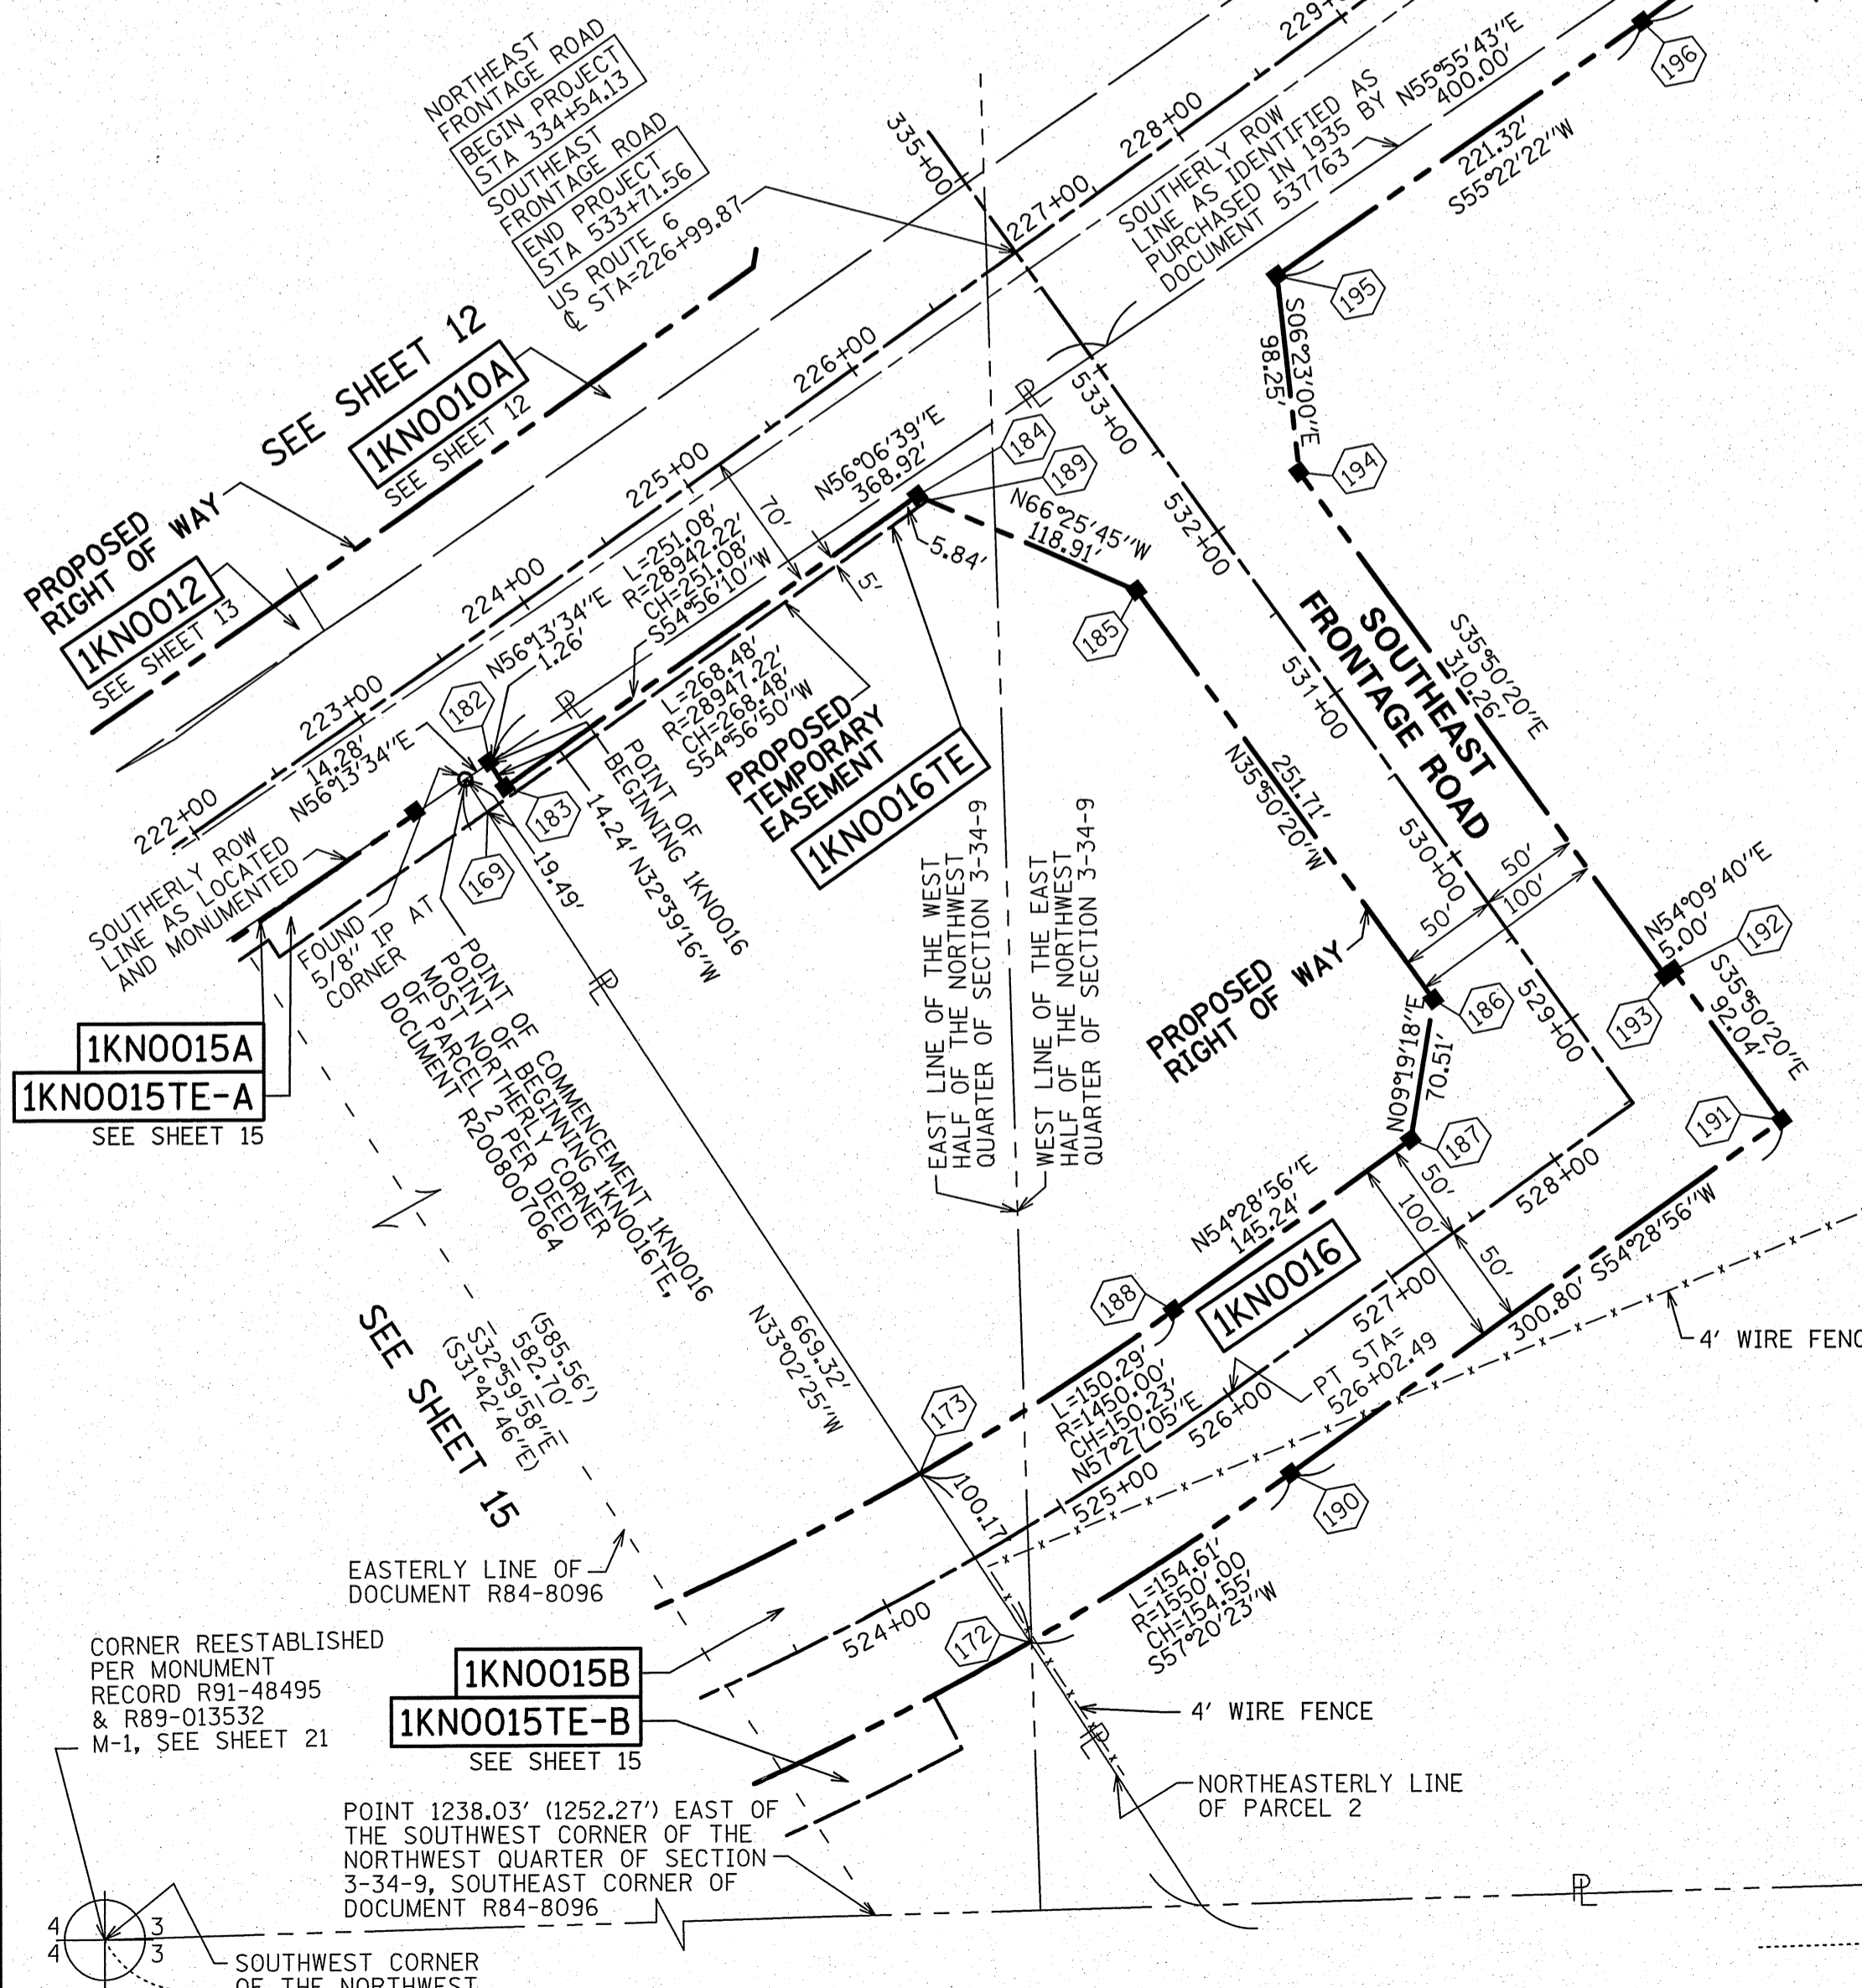 NORTHEAST
FRONTAGE ROAD
BEGIN PROJECT
STA 334+54.13
SOUTHEAST
FRONTAGE ROAD
END PROJECT
STA 533+71.56
US ROUTE 6
℄ STA=226+99.87
335+00
229+
228+00
227+00
226+00
225+00
224+00
223+00
222+00
SOUTHERLY ROW
LINE AS IDENTIFIED AS
PURCHASED IN 1935 BY
DOCUMENT 537763
N55°55'43"E
400.00'
196
221.32'
S55°22'22"W
195
S06°23'00"E
98.25'
194
SEE SHEET 12
1KN0010A
SEE SHEET 12
PROPOSED
RIGHT OF WAY
1KN0012
SEE SHEET 13
N56°06'39"E
368.92'
184
189
70'
5'
5.84'
N66°25'45"W
118.91'
185
L=251.08'
R=28942.22'
CH=251.08'
S54°56'10"W
N56°13'34"E
1.26'
L=268.48'
R=28947.22'
CH=268.48'
S54°56'50"W
182
14.28'
N56°13'34"E
183
169
19.49'
14.24' N32°39'16"W
POINT OF
BEGINNING 1KN0016
PROPOSED
TEMPORARY
EASEMENT
1KN0016TE
SOUTHERLY ROW
LINE AS LOCATED
AND MONUMENTED
FOUND
5/8" IP AT
CORNER
POINT OF COMMENCEMENT 1KN0016
POINT OF BEGINNING 1KN0016TE,
MOST NORTHERLY CORNER
OF PARCEL 2 PER DEED
DOCUMENT R200807064
1KN0015A
1KN0015TE-A
SEE SHEET 15
533+00
532+00
531+00
530+00
529+00
528+00
527+00
526+00
525+00
524+00
SOUTHEAST
FRONTAGE ROAD
S35°50'20"E
310.26'
251.71'
N35°50'20"W
50'
100'
50'
N54°09'40"E
5.00'
192
193
S35°50'20"E
92.04'
191
186
N09°19'18"E
70.51'
187
PROPOSED
RIGHT OF WAY
EAST LINE OF THE WEST
HALF OF THE NORTHWEST
QUARTER OF SECTION 3-34-9
WEST LINE OF THE EAST
HALF OF THE NORTHWEST
QUARTER OF SECTION 3-34-9
N54°28'56"E
145.24'
50'
100'
50'
1KN0016
188
300.80' S54°28'56"W
4' WIRE FENC
PT STA=
526+02.49
L=150.29'
R=1450.00'
CH=150.23'
N57°27'05"E
173
100.17'
190
L=154.61'
R=1550'.00
CH=154.55'
S57°20'23"W
172
669.32'
N33°02'25"W
(585.56')
582.70'
S32°59'58"E
(S31°42'46"E)
SEE SHEET 15
EASTERLY LINE OF
DOCUMENT R84-8096
CORNER REESTABLISHED
PER MONUMENT
RECORD R91-48495
& R89-013532
M-1, SEE SHEET 21
1KN0015B
1KN0015TE-B
SEE SHEET 15
4' WIRE FENCE
NORTHEASTERLY LINE
OF PARCEL 2
POINT 1238.03' (1252.27') EAST OF
THE SOUTHWEST CORNER OF THE
NORTHWEST QUARTER OF SECTION
3-34-9, SOUTHEAST CORNER OF
DOCUMENT R84-8096
4 3
4 3
SOUTHWEST CORNER
OF THE NORTHWEST